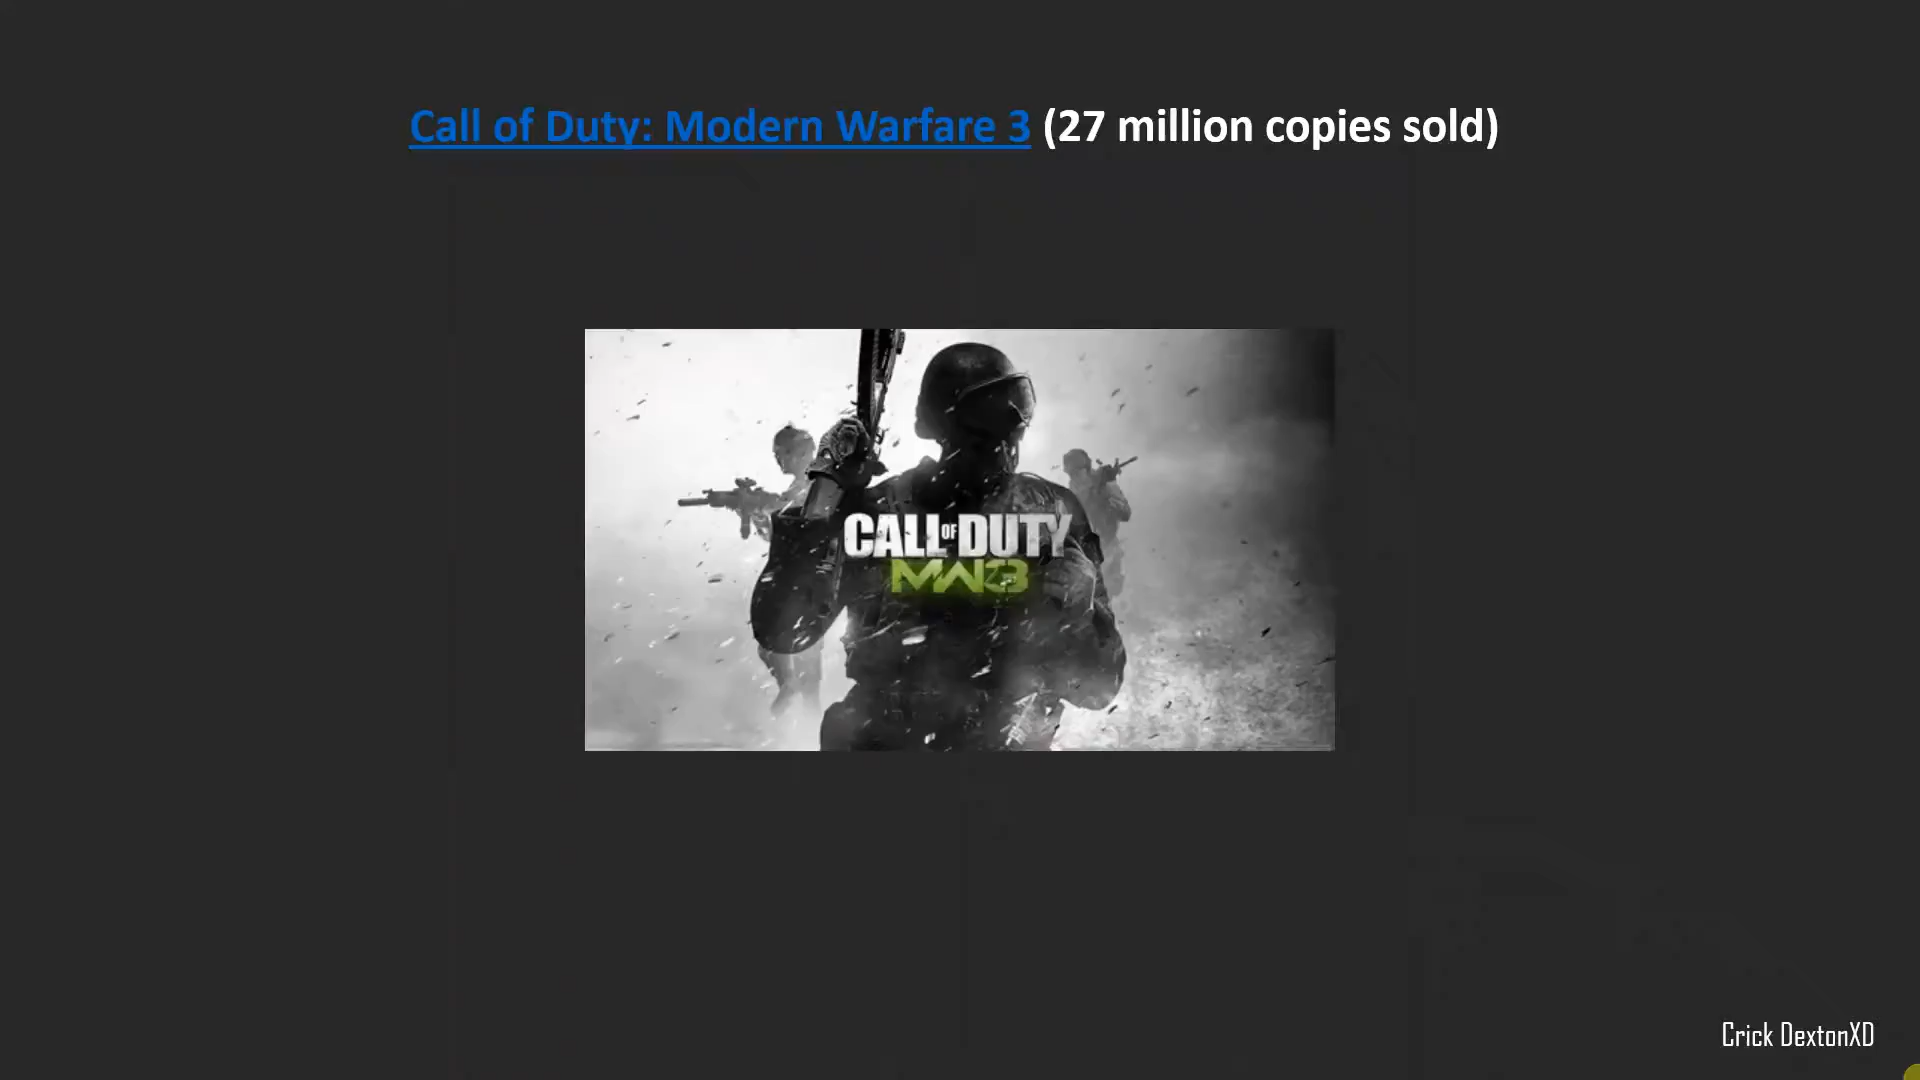 Call of Duty: Modern Warfare 3 (27 million copies sold)
CALL OF DUTY
MW3
Crick DextonXD